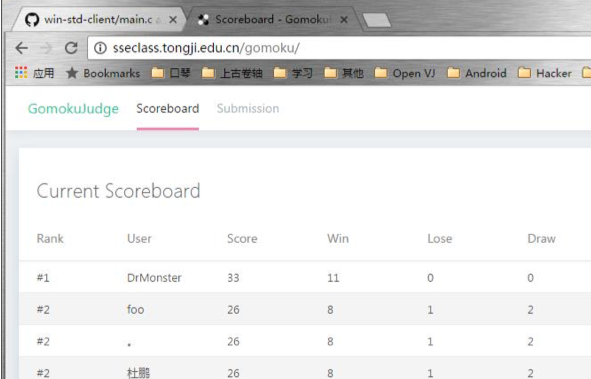 win-std-client/main.c a
Scoreboard - Gomoku
sseclass.tongji.edu.cn/gomoku/
应用 Bookmarks 口琴 上古卷轴 学习 其他 Open VJ Android Hacker
GomokuJudge Scoreboard Submission
Current Scoreboard
Rank User Score Win Lose Draw
#1 DrMonster 33 11 0 0
#2 foo 26 8 1 2
#2 。 26 8 1 2
#2 杜鹏 26 8 1 2